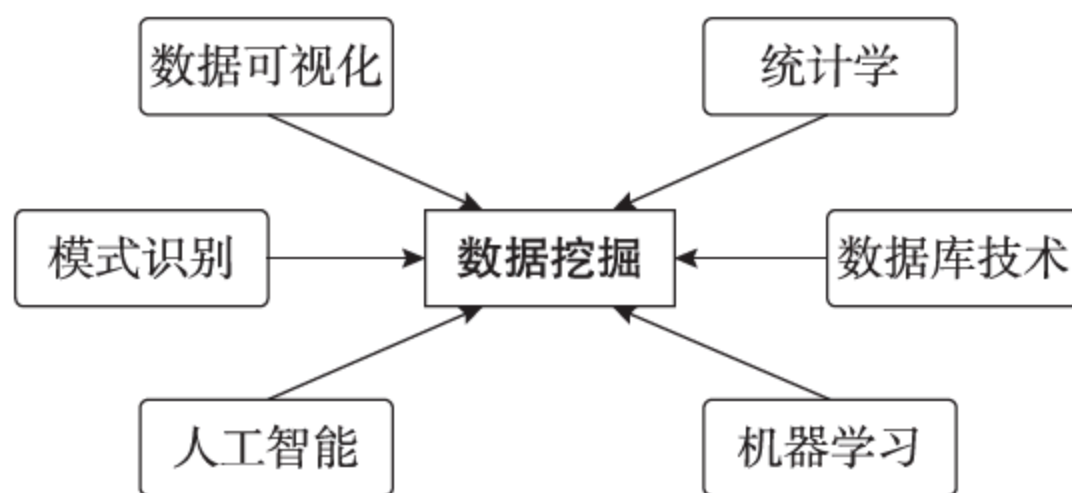 数据可视化
统计学
模式识别
数据挖掘
数据库技术
人工智能
机器学习